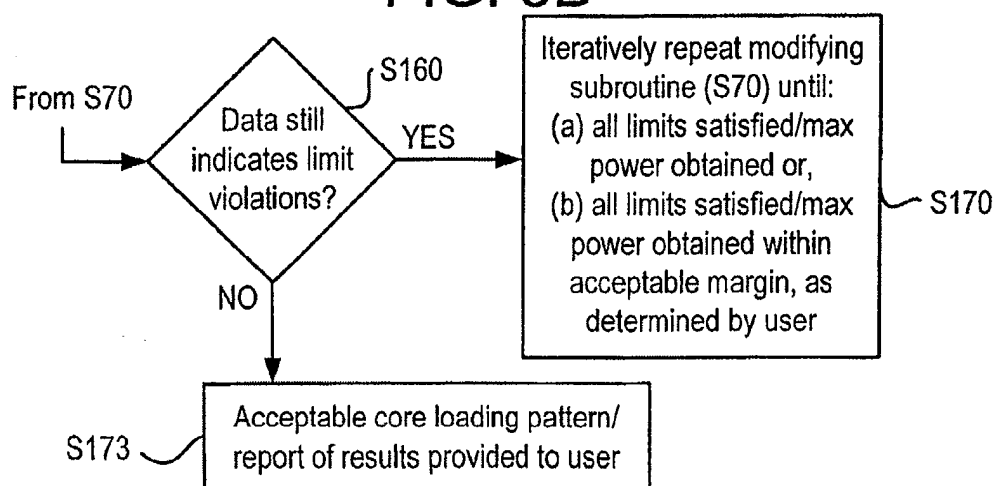 From S70
S160
Data still
indicates limit
violations?
YES
NO
Iteratively repeat modifying
subroutine (S70) until:
(a) all limits satisfied/max
power obtained or,
(b) all limits satisfied/max
power obtained within
acceptable margin, as
determined by user
S170
S173
Acceptable core loading pattern/
report of results provided to user